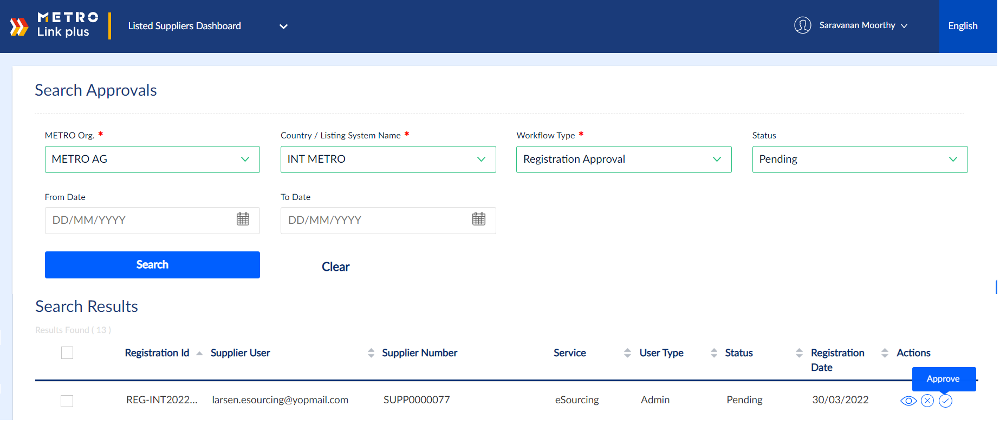 METRO
Link plus
Listed Suppliers Dashboard
Saravanan Moorthy
English
Search Approvals
METRO Org. *
Country / Listing System Name *
Workflow Type *
Status
METRO AG
INT METRO
Registration Approval
Pending
From Date
To Date
DD/MM/YYYY
DD/MM/YYYY
Search
Clear
Search Results
Results Found ( 13 )
Registration Id
Supplier User
Supplier Number
Service
User Type
Status
Registration
Date
Actions
Approve
REG-INT2022...
larsen.esourcing@yopmail.com
SUPP0000077
eSourcing
Admin
Pending
30/03/2022